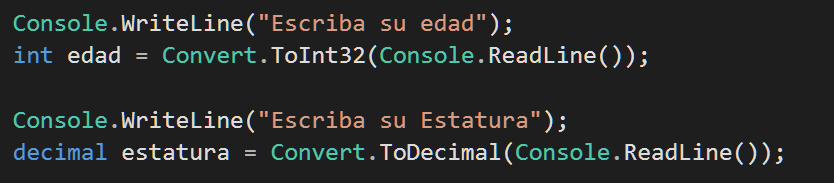 Console.WriteLine("Escriba su edad");
int edad = Convert.ToInt32(Console.ReadLine());
Console.WriteLine("Escriba su Estatura");
decimal estatura = Convert.ToDecimal(Console.ReadLine());